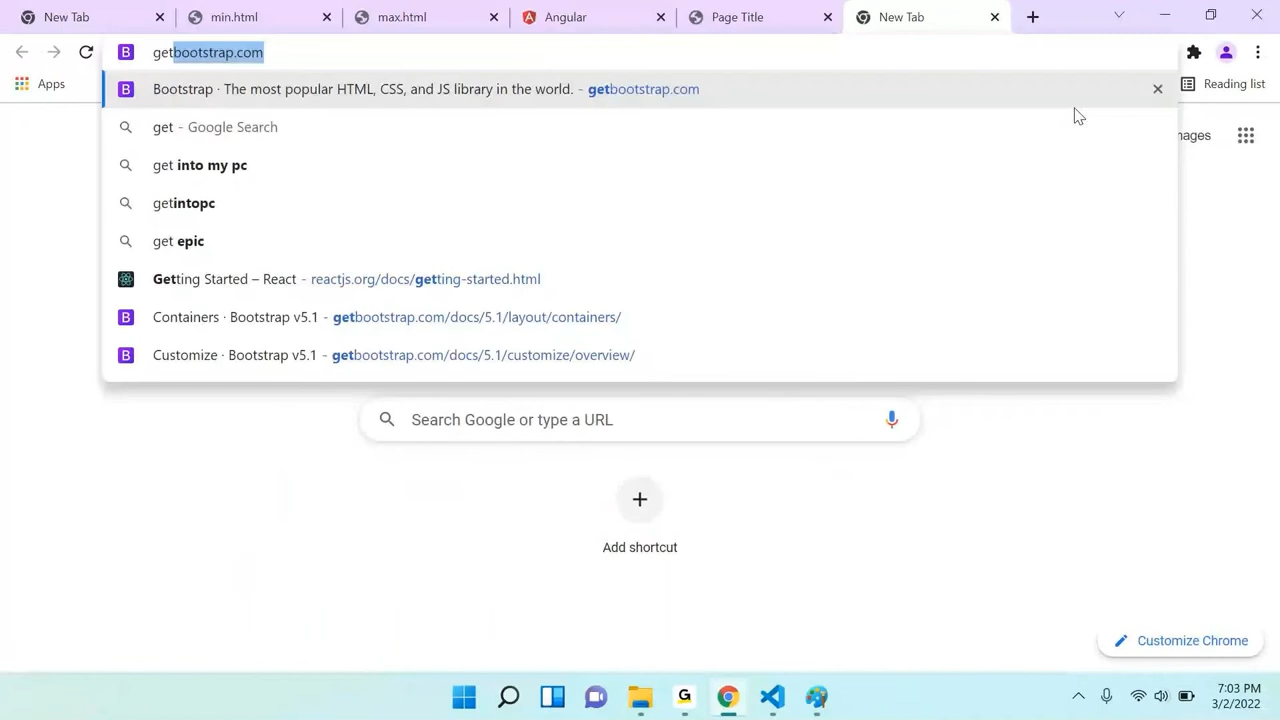 New Tab
min.html
max.html
Angular
Page Title
New Tab
getbootstrap.com
Apps
Reading list
Bootstrap · The most popular HTML, CSS, and JS library in the world. - getbootstrap.com
get - Google Search
get into my pc
getintopc
get epic
Getting Started – React - reactjs.org/docs/getting-started.html
Containers · Bootstrap v5.1 - getbootstrap.com/docs/5.1/layout/containers/
Customize · Bootstrap v5.1 - getbootstrap.com/docs/5.1/customize/overview/
mages
Search Google or type a URL
Add shortcut
Customize Chrome
7:03 PM
3/2/2022